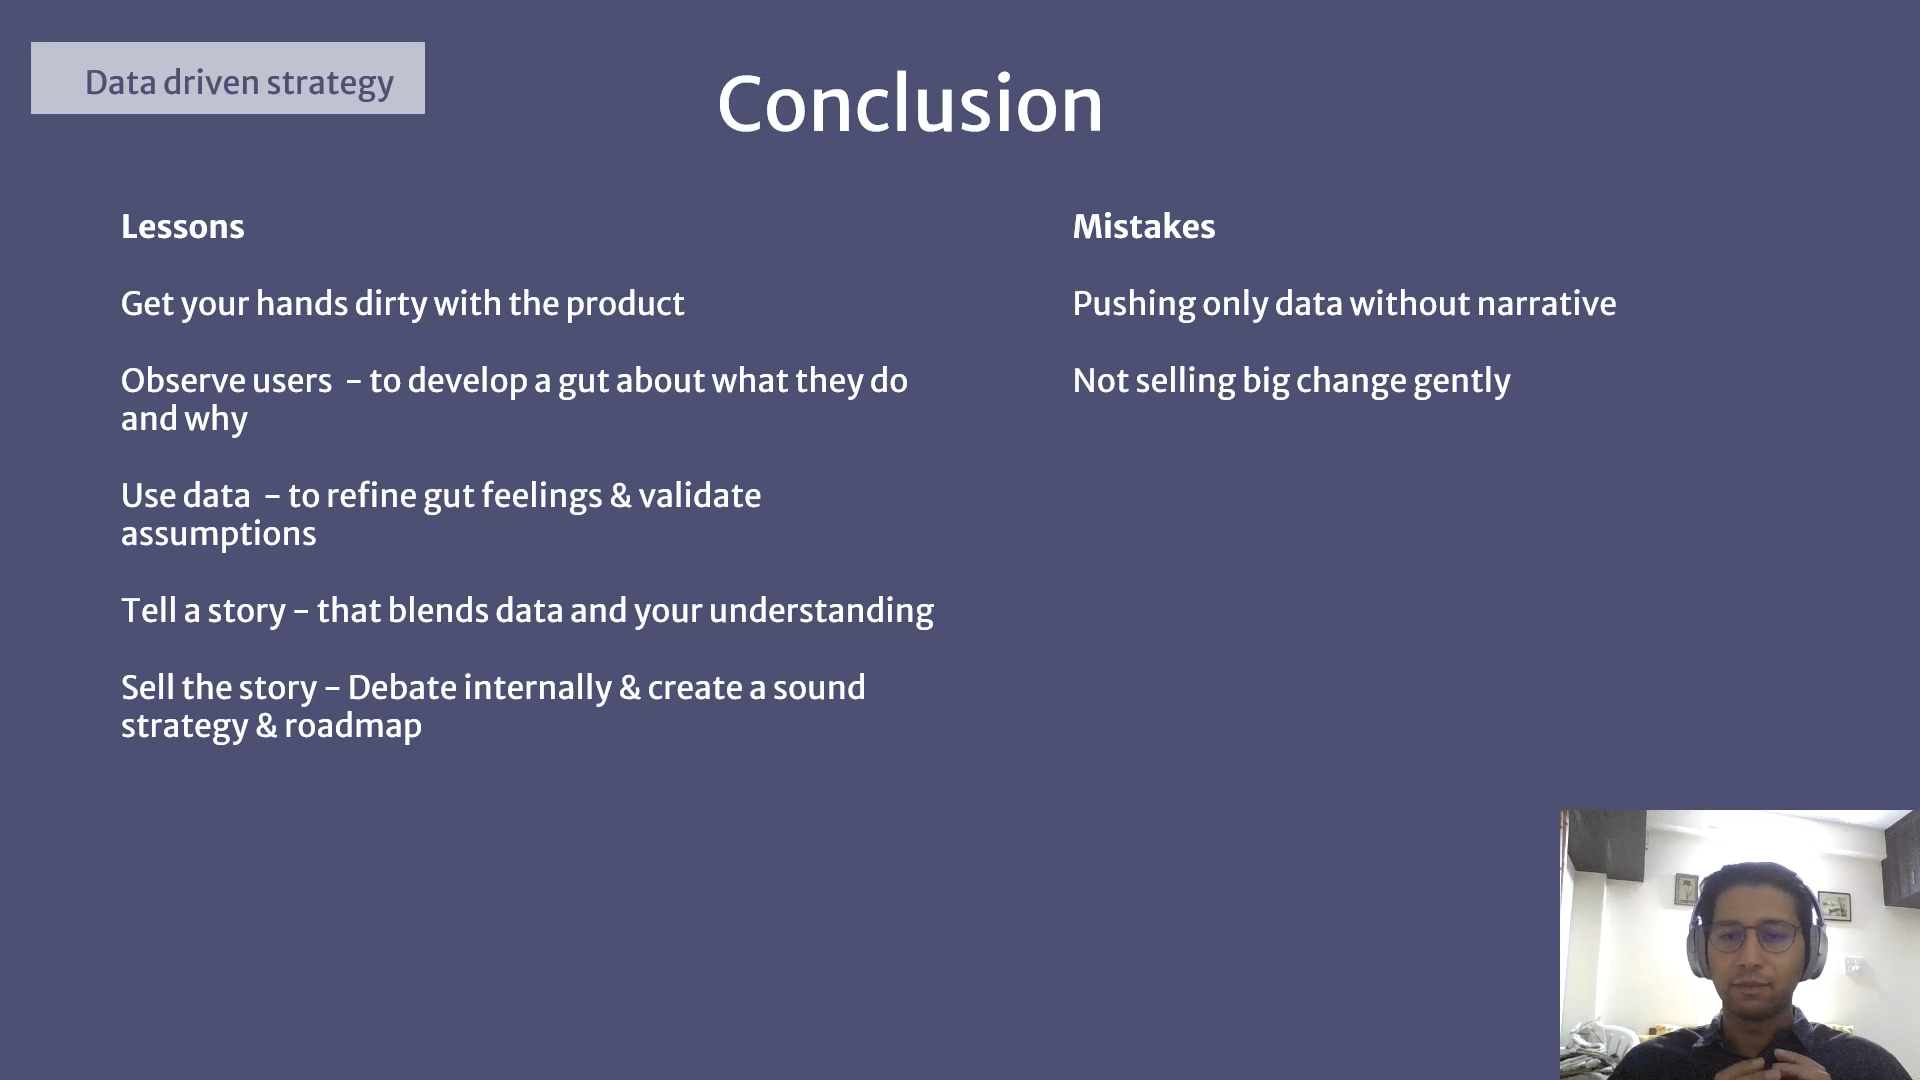 Data driven strategy
Conclusion
Lessons
Get your hands dirty with the product
Observe users  – to develop a gut about what they do
and why
Use data  – to refine gut feelings & validate
assumptions
Tell a story – that blends data and your understanding
Sell the story – Debate internally & create a sound
strategy & roadmap
Mistakes
Pushing only data without narrative
Not selling big change gently